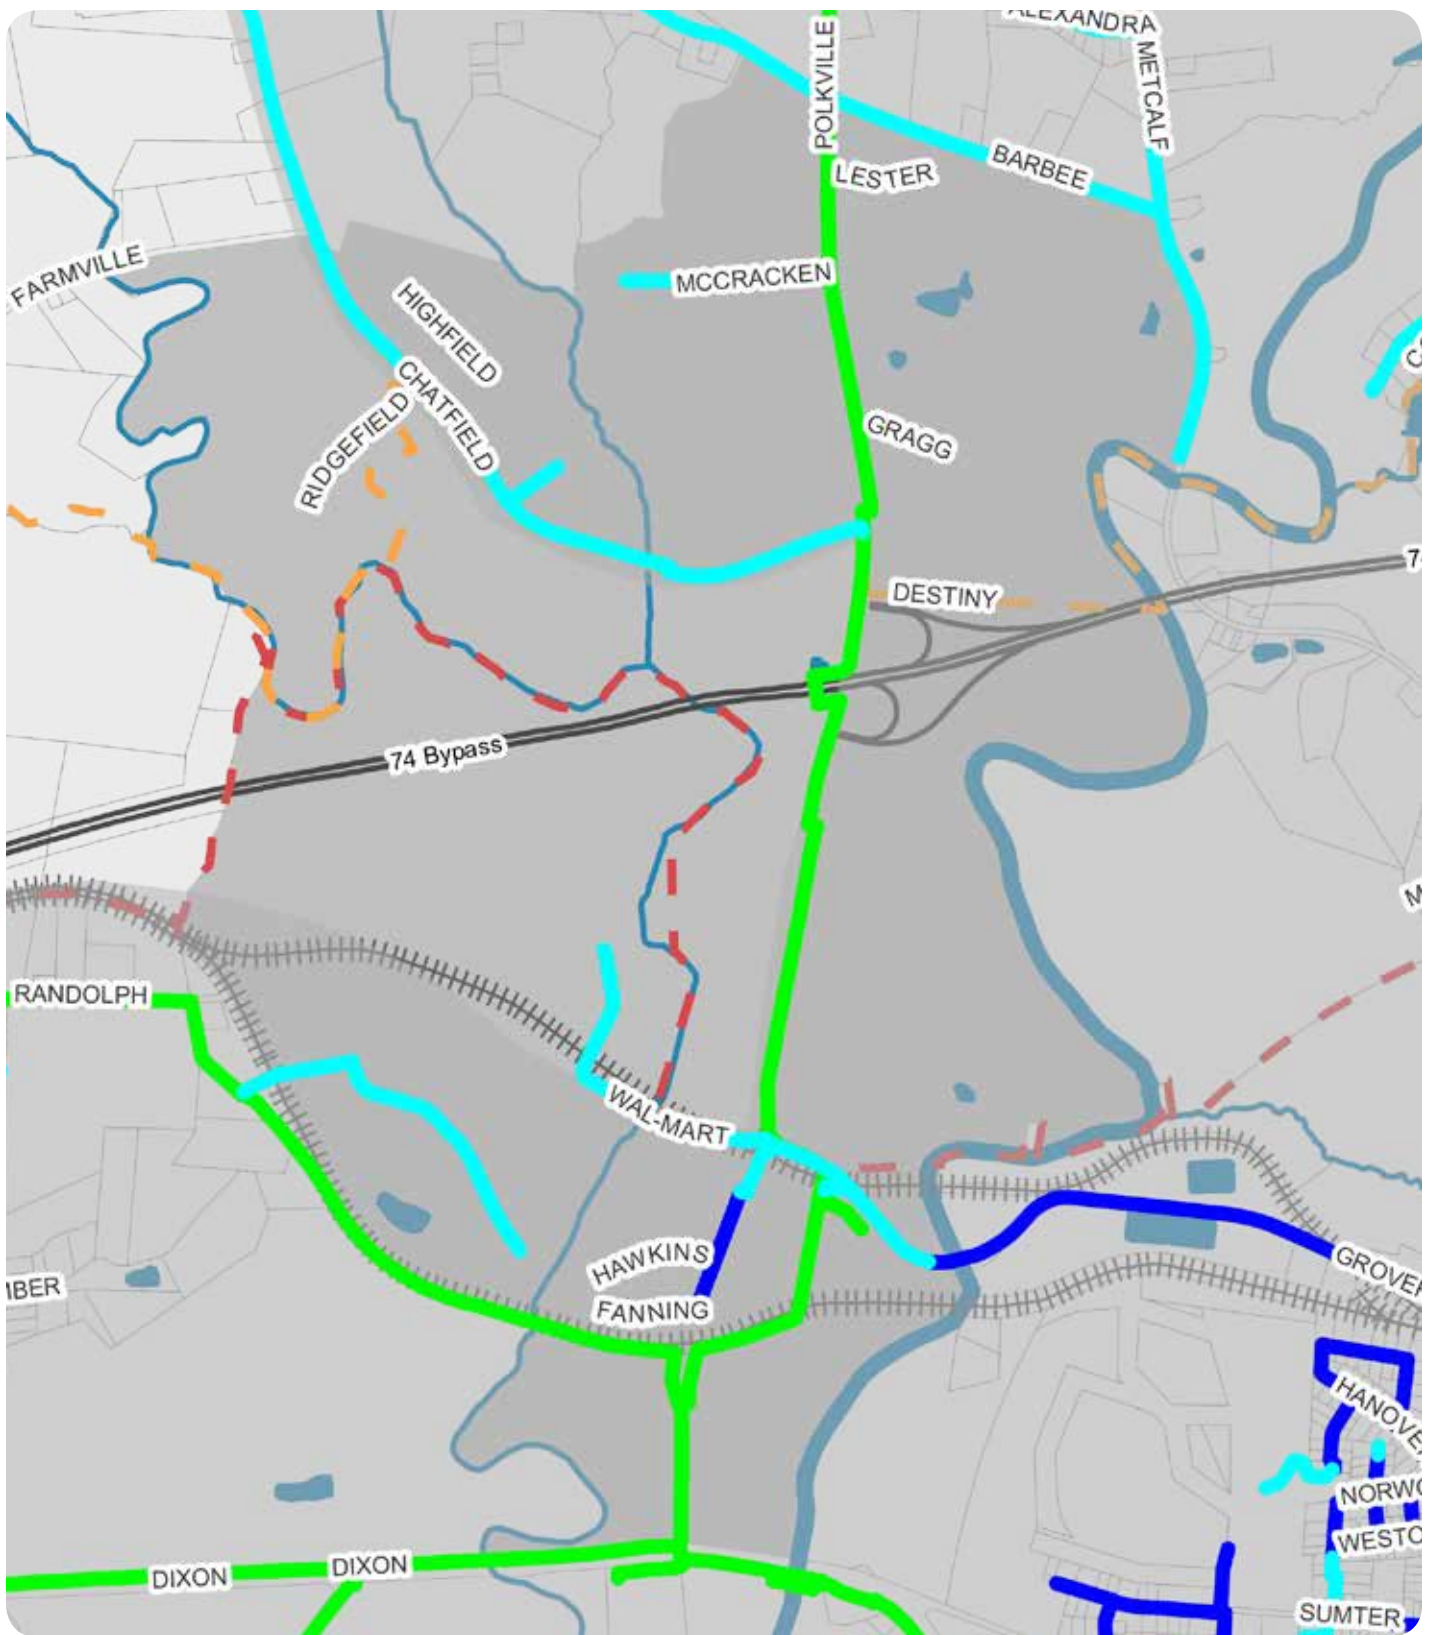 ALEXANDRA
POLKVILLE
METCALF
BARBEE
LESTER
FARMVILLE
MCCRACKEN
HIGHFIELD
CHATFIELD
RIDGEFIELD
GRAGG
DESTINY
74 Bypass
RANDOLPH
WAL-MART
HAWKINS
FANNING
GROVER
HANOVE
NORWO
WESTO
DIXON
DIXON
SUMTER